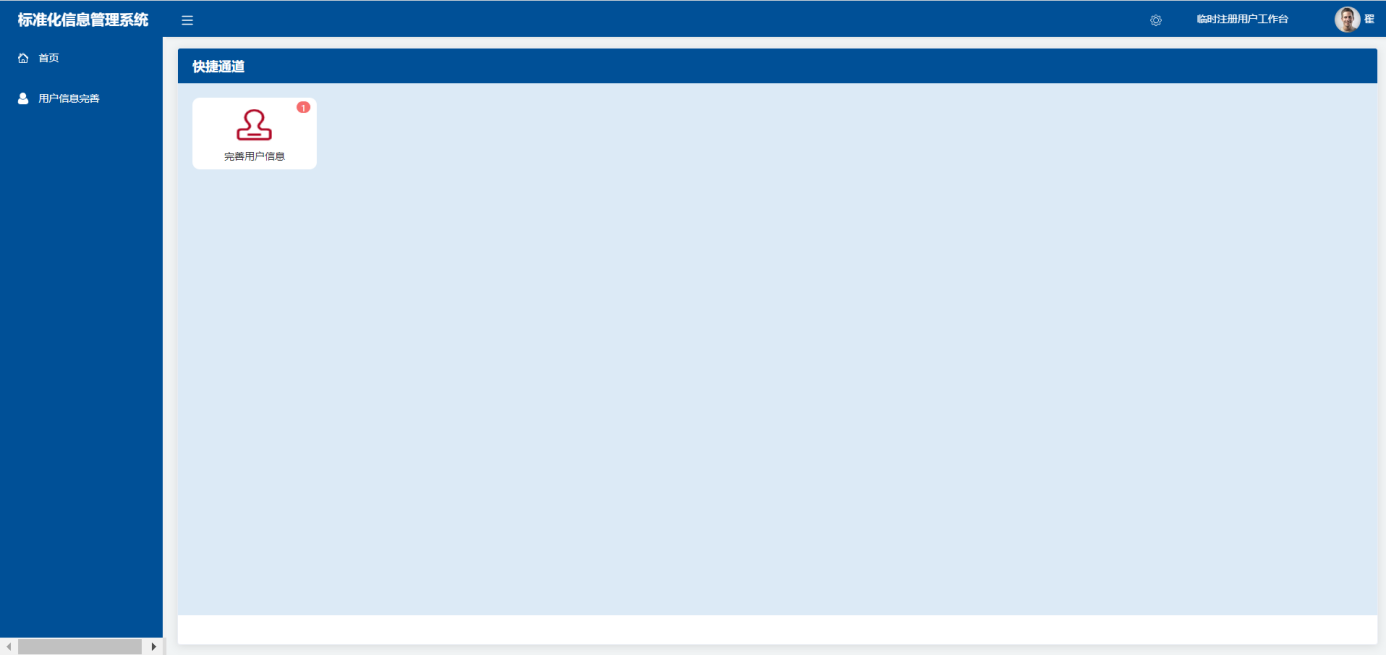 标准化信息管理系统
临时注册用户工作台
翟
首页
用户信息完善
快捷通道
1
完善用户信息